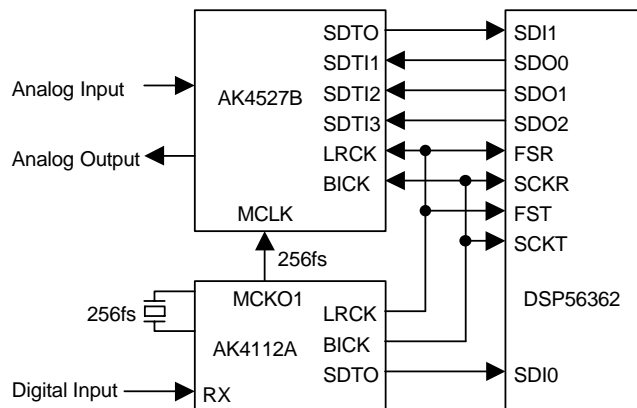 SDTO SDI1
SDTI1 SDO0
Analog Input AK4527B SDTI2 SDO1
SDTI3 SDO2
Analog Output LRCK FSR
BICK SCKR
MCLK FST
256fs SCKT
MCKO1 DSP56362
256fs LRCK
AK4112A BICK
SDTO SDI0
Digital Input RX